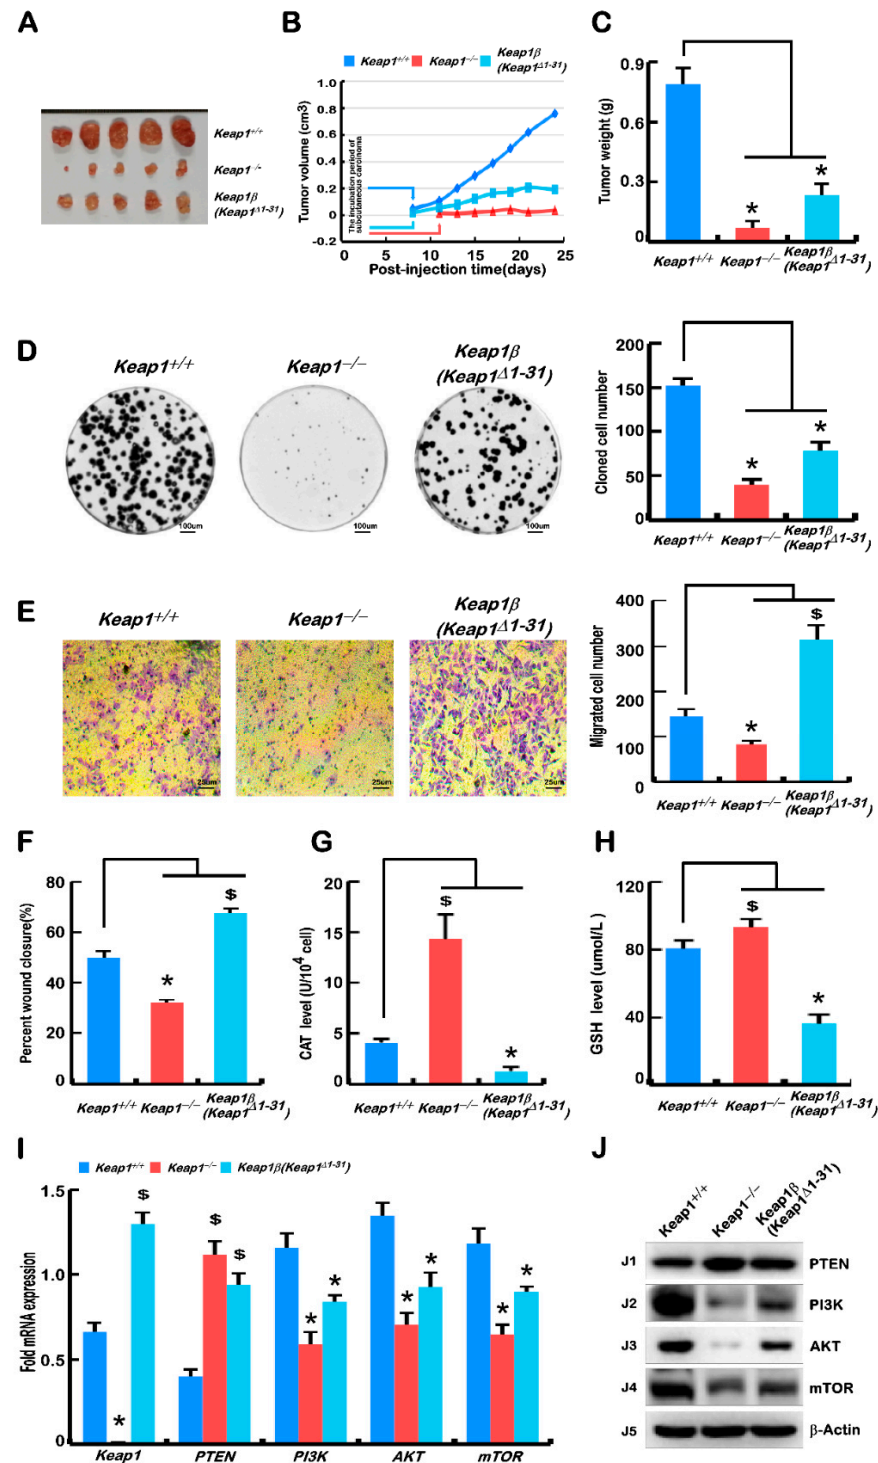 A
Keap1+/+
Keap1−/−
Keap1β
(Keap1Δ1-31)
B
Keap1+/+ Keap1−/− Keap1β
(Keap1Δ1-31)
Tumor volume (cm3)
1.0
0.8
0.6
0.4
0.2
0
-0.2
The incubation period of
subcutaneous carcinoma
0 5 10 15 20 25
Post-injection time(days)
C
Tumor weight (g)
0.9
0.6
0.3
0
* *
Keap1+/+ Keap1−/− Keap1β
(Keap1Δ1-31)
D
Keap1+/+ Keap1−/− Keap1β
(Keap1Δ1-31)
100um 100um 100um
Cloned cell number
200
150
100
50
0
* *
Keap1+/+ Keap1−/− Keap1β
(Keap1Δ1-31)
E
Keap1+/+ Keap1−/− Keap1β
(Keap1Δ1-31)
25um 25um 25um
Migrated cell number
400
300
200
100
0
* $
Keap1+/+ Keap1−/− Keap1β
(Keap1Δ1-31)
F
Percent wound closure(%)
80
60
40
20
0
* $
Keap1+/+ Keap1−/− Keap1β
(Keap1Δ1-31)
G
CAT level (U/104 cell)
20
15
10
5
0
$ *
Keap1+/+ Keap1−/− Keap1β
(Keap1Δ1-31)
H
GSH level (umol/L)
120
80
40
0
$ *
Keap1+/+ Keap1−/− Keap1β
(Keap1Δ1-31)
I
Keap1+/+ Keap1−/− Keap1β(Keap1Δ1-31)
Fold mRNA expression
1.5
1.0
0.5
0
* $ $ $ * * * * * *
Keap1 PTEN PI3K AKT mTOR
J
Keap1+/+ Keap1−/− Keap1β
(Keap1Δ1-31)
J1 PTEN
J2 PI3K
J3 AKT
J4 mTOR
J5 β-Actin